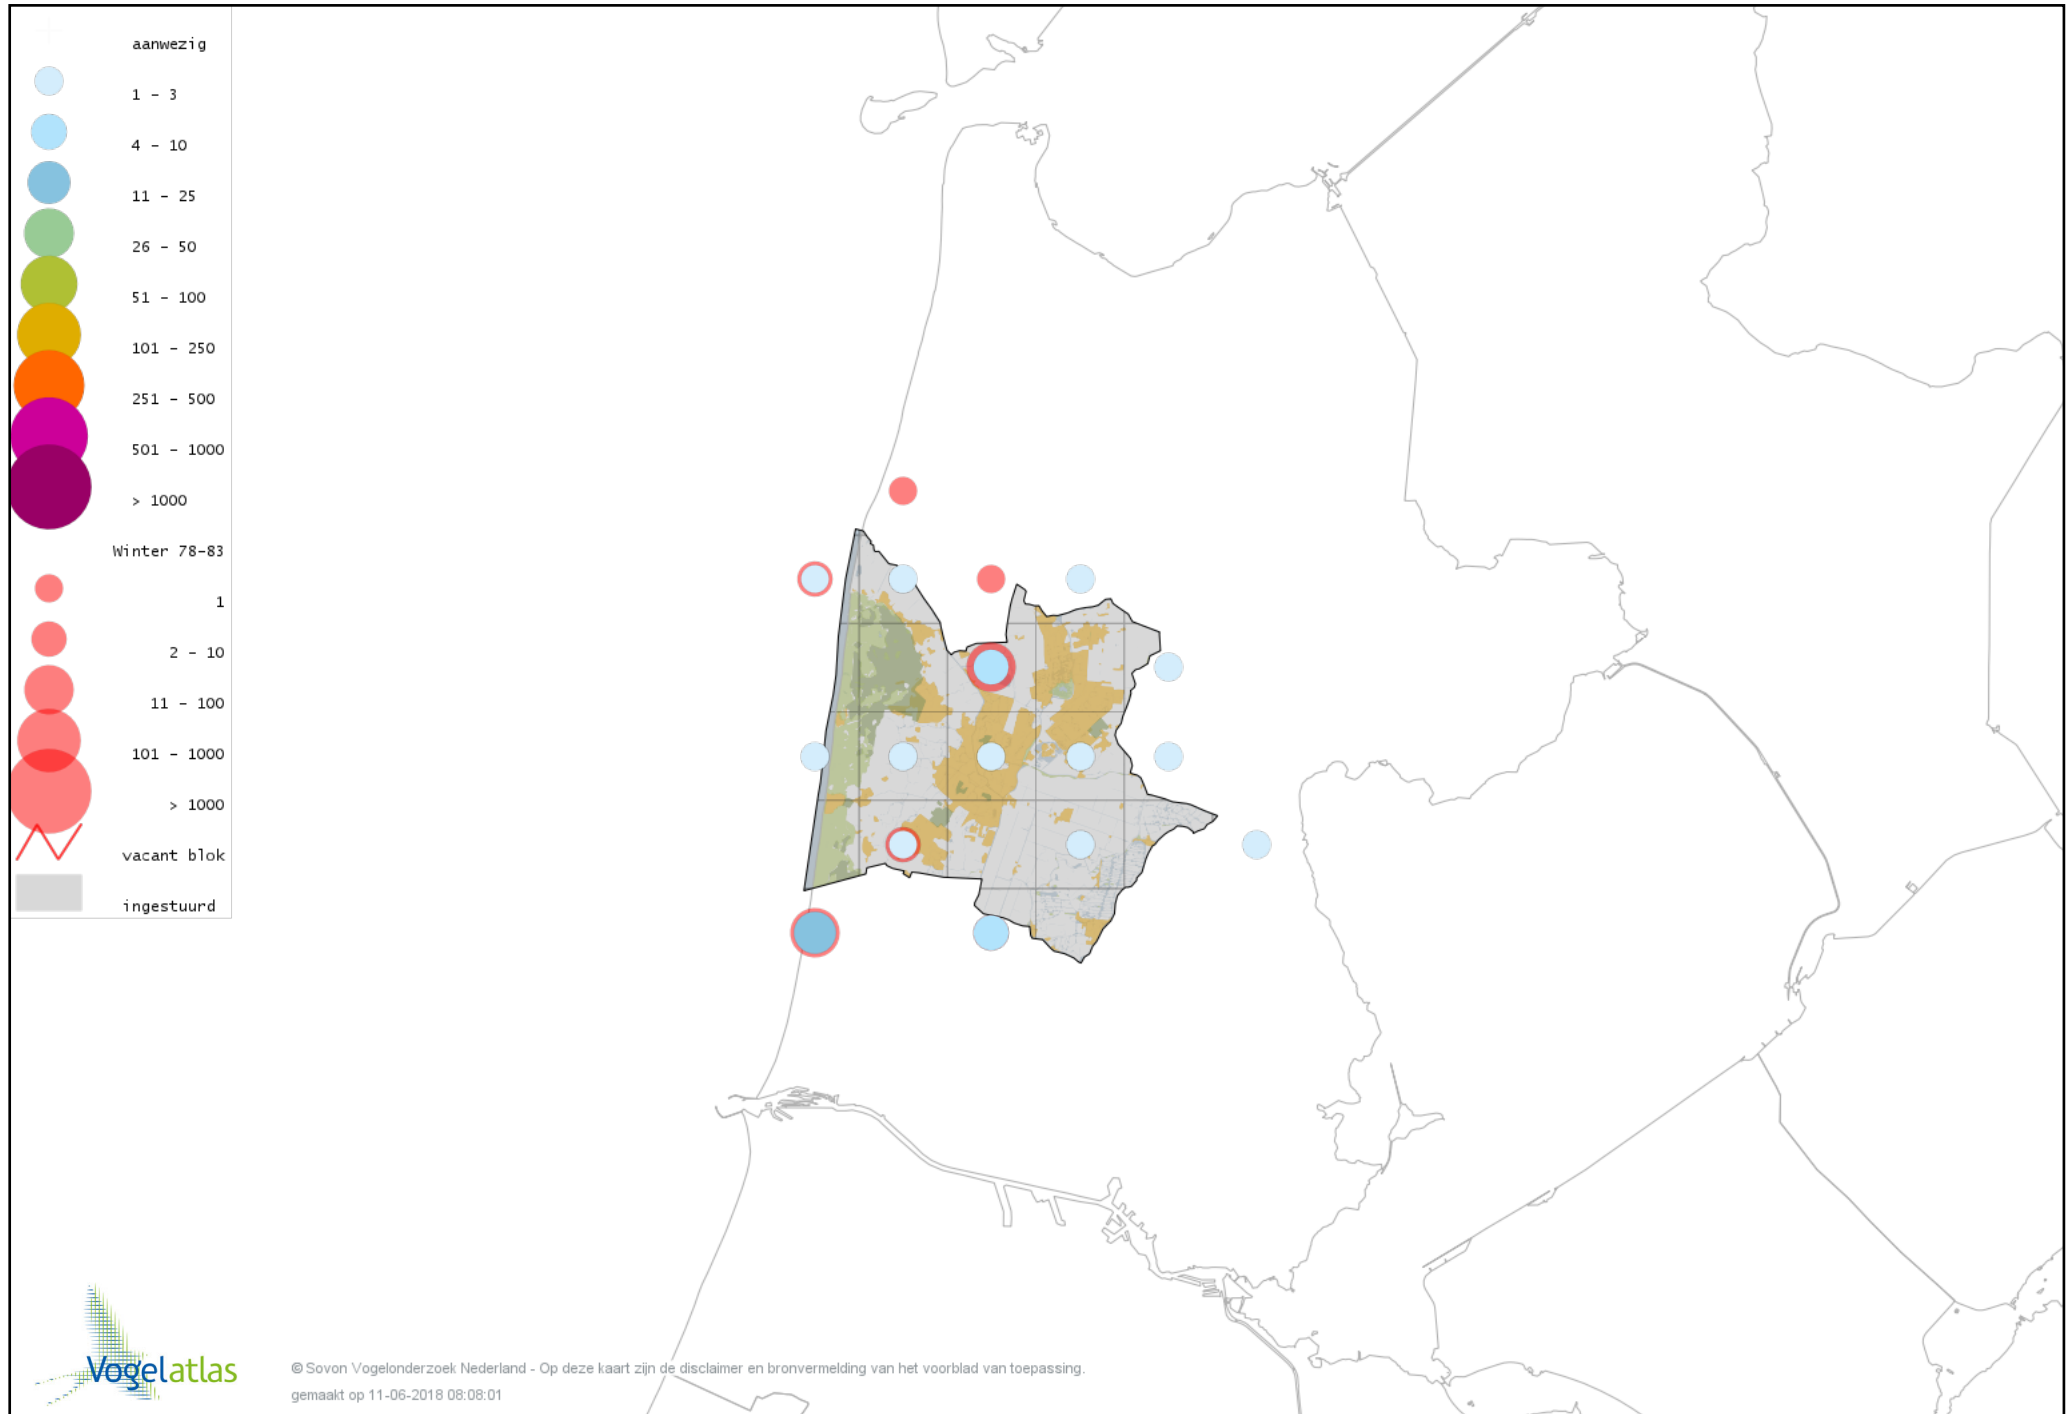 aanwezig
1 - 3
4 - 10
11 - 25
26 - 50
51 - 100
101 - 250
251 - 500
501 - 1000
> 1000
Winter 78-83
1
2 - 10
11 - 100
101 - 1000
> 1000
vacant blok
ingestuurd
Vogelatlas
© Sovon Vogelonderzoek Nederland - Op deze kaart zijn de disclaimer en bronvermelding van het voorblad van toepassing.
gemaakt op 11-06-2018 08:08:01